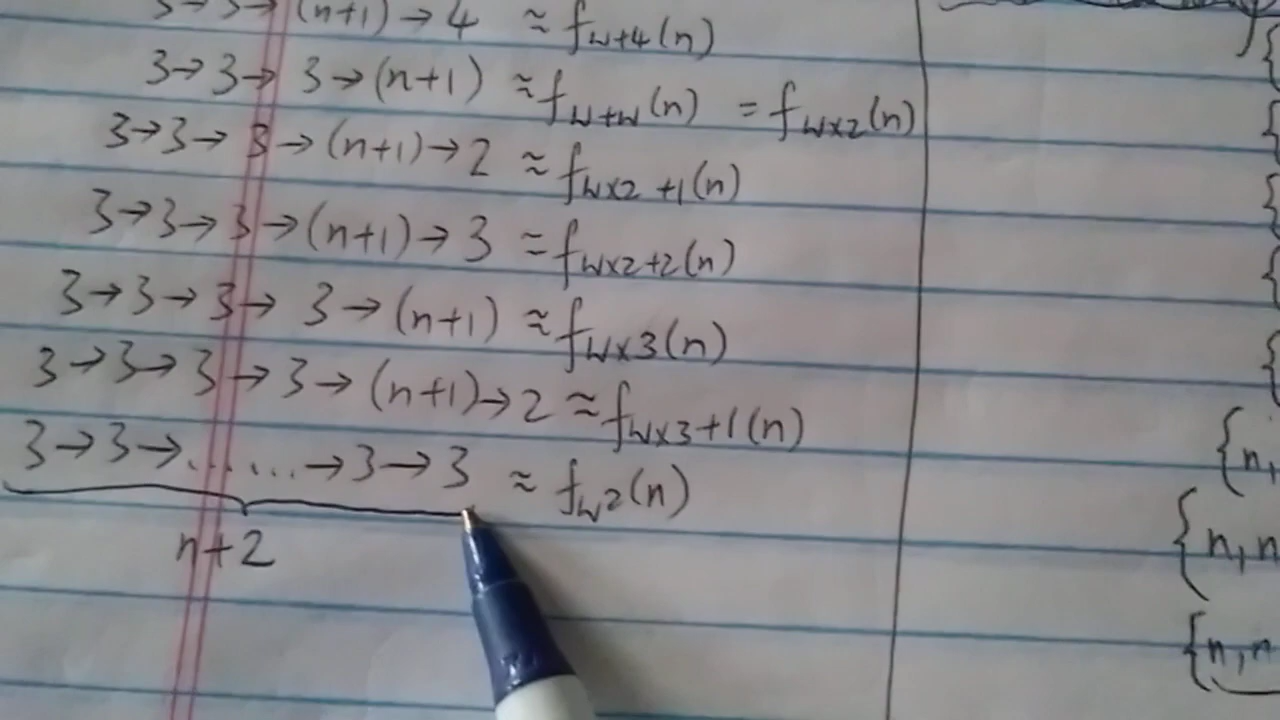 3→3→(n+1)→4 ≈ f_{w+4}(n)
3→3→3→(n+1) ≈ f_{w+w}(n) = f_{w×2}(n)
3→3→3→(n+1)→2 ≈ f_{w×2+1}(n)
3→3→3→(n+1)→3 ≈ f_{w×2+2}(n)
3→3→3→3→(n+1) ≈ f_{w×3}(n)
3→3→3→3→(n+1)→2 ≈ f_{w×3+1}(n)
3→3→......→3→3 ≈ f_{w^2}(n)
n+2
{n,
{n,n
{n,n